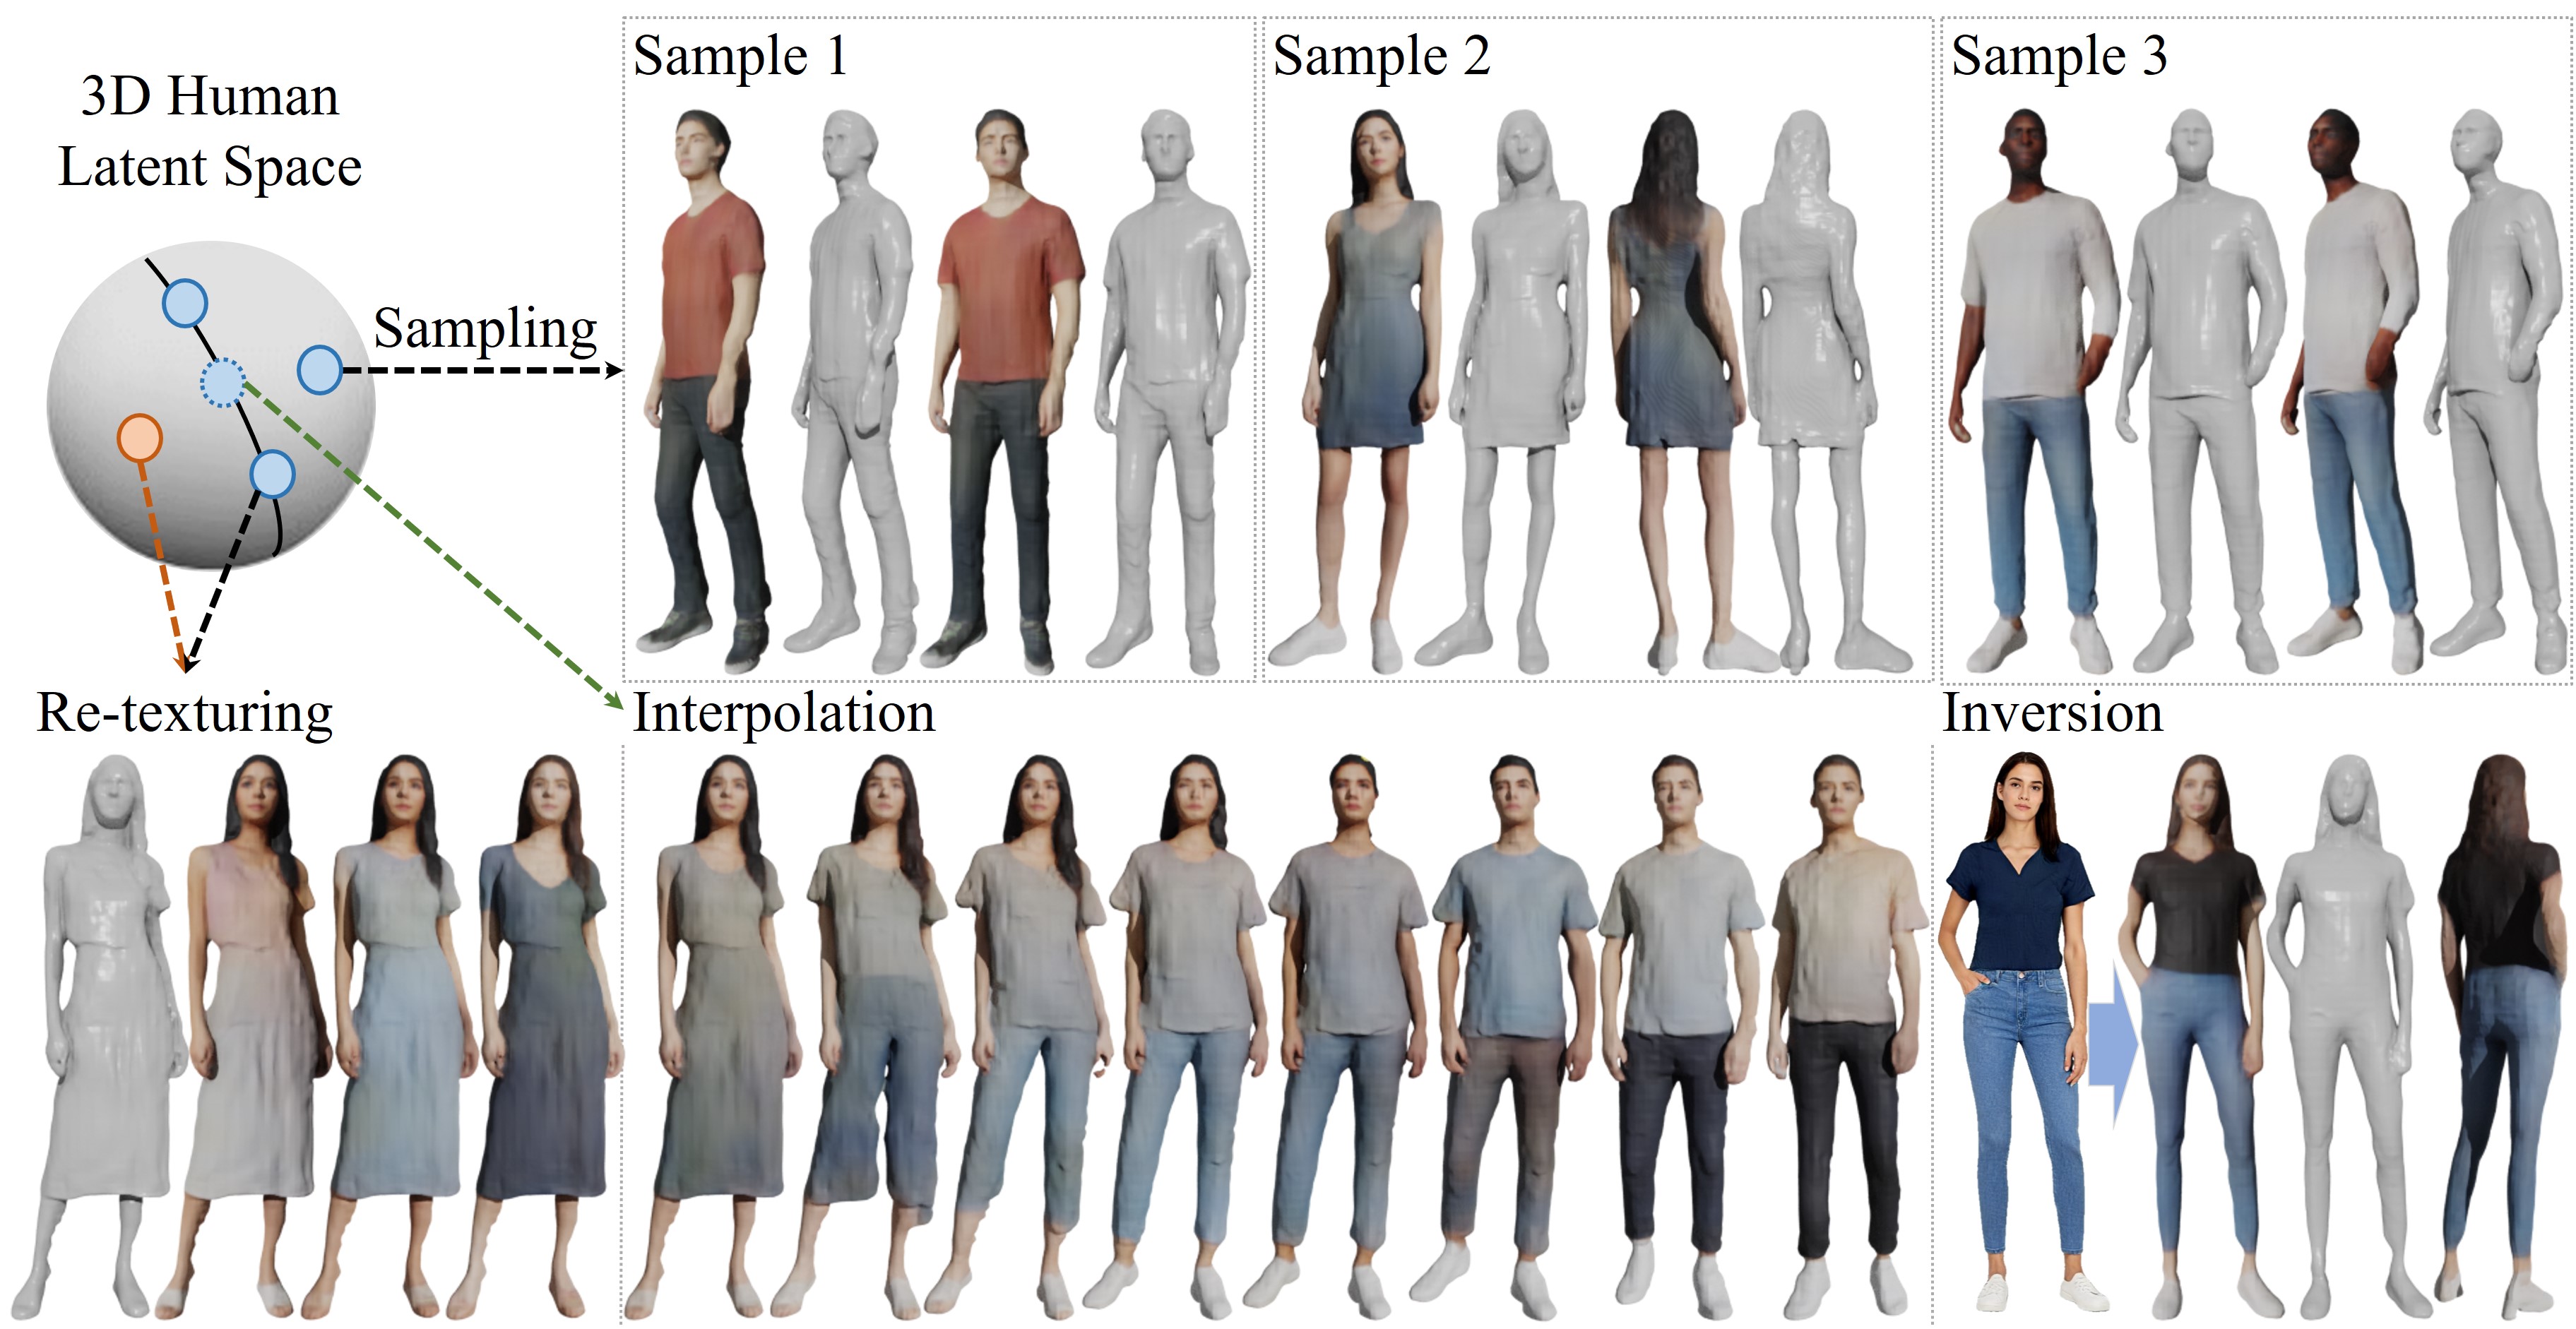 3D Human
Latent Space
Sampling
Sample 1
Sample 2
Sample 3
Re-texturing
Interpolation
Inversion